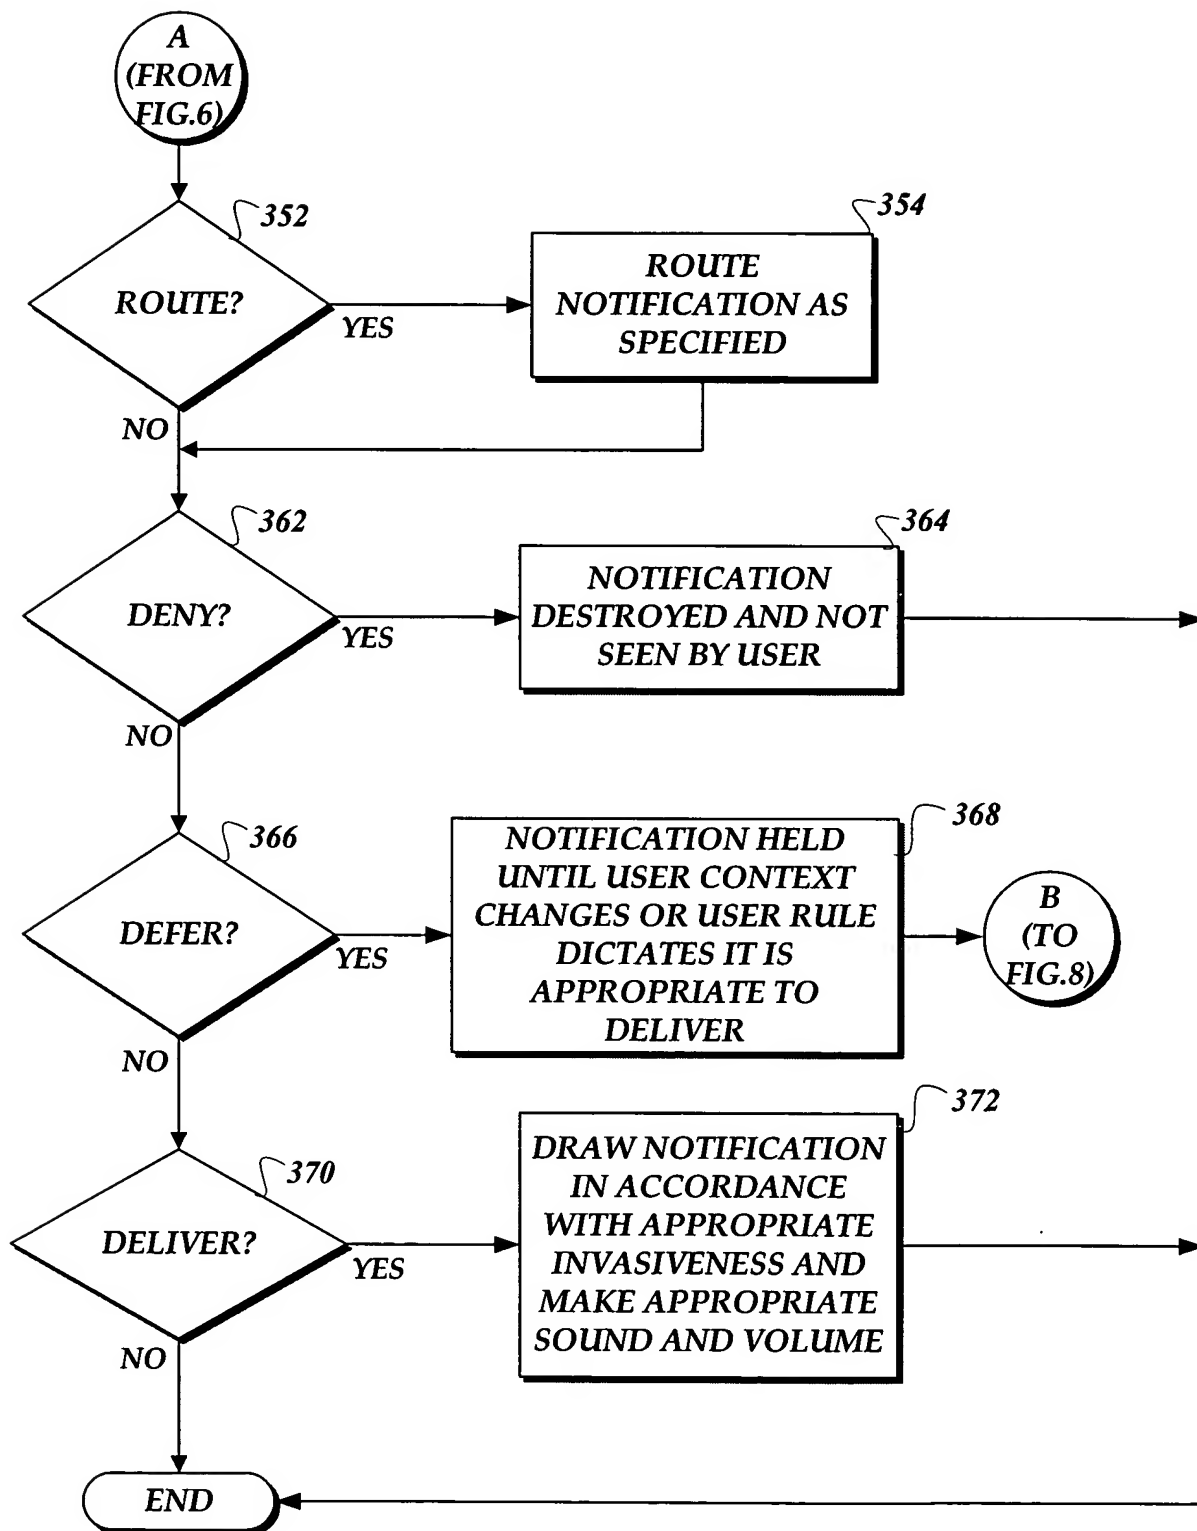 A
(FROM
FIG.6)
352
ROUTE?
YES
NO
354
ROUTE
NOTIFICATION AS
SPECIFIED
362
DENY?
YES
NO
364
NOTIFICATION
DESTROYED AND NOT
SEEN BY USER
366
DEFER?
YES
NO
368
NOTIFICATION HELD
UNTIL USER CONTEXT
CHANGES OR USER RULE
DICTATES IT IS
APPROPRIATE TO
DELIVER
B
(TO
FIG.8)
370
DELIVER?
YES
NO
372
DRAW NOTIFICATION
IN ACCORDANCE
WITH APPROPRIATE
INVASIVENESS AND
MAKE APPROPRIATE
SOUND AND VOLUME
END